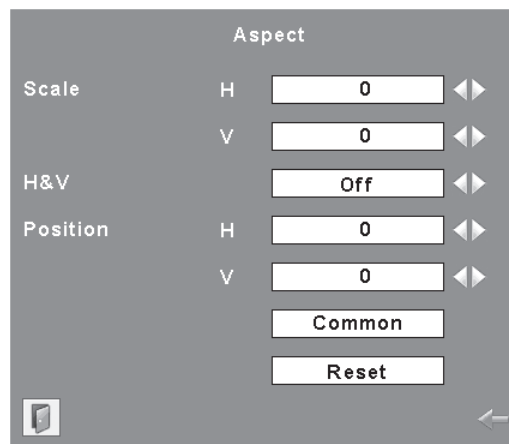 Aspect
Scale H 0
V 0
H&V Off
Position H 0
V 0
Common
Reset